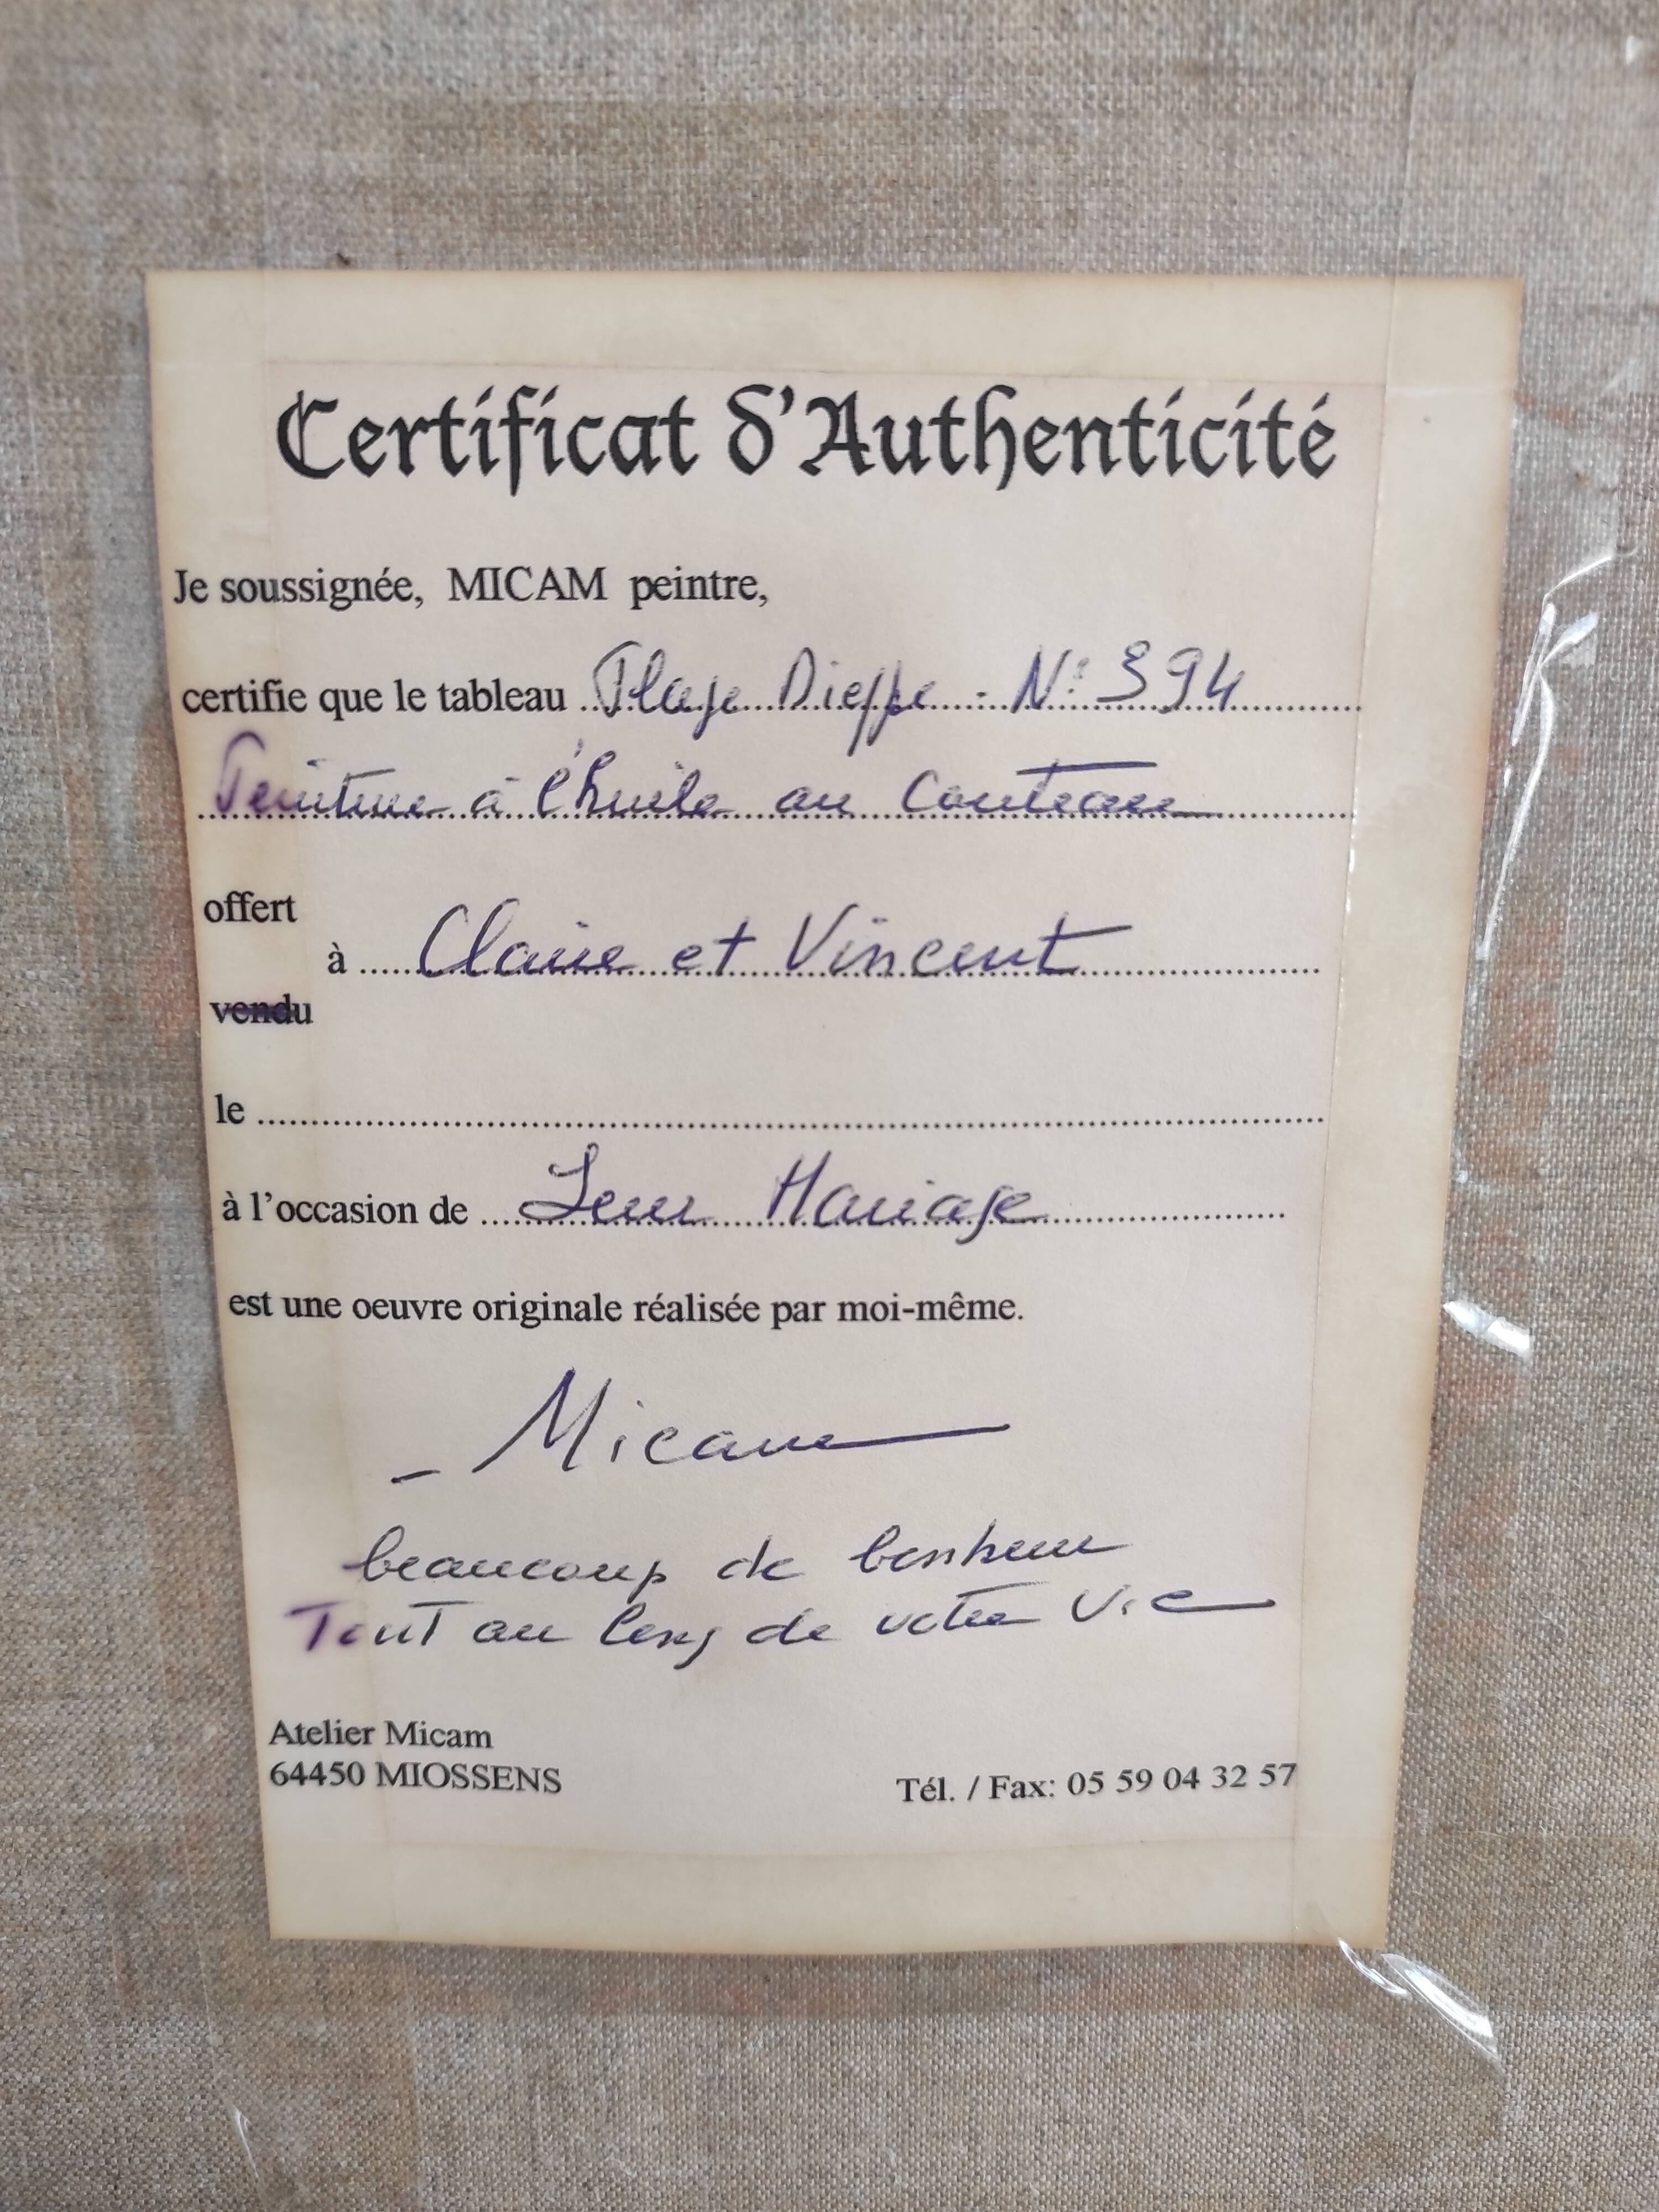 Certificat d'Authenticité
Je soussignée, MICAM peintre,
certifie que le tableau Plage Dieppe - N° 394
Peinture à l'huile au Couteau
offert
à Claire et Vincent
vendu
le
à l'occasion de Leur Mariage
est une oeuvre originale réalisée par moi-même.
Micam
beaucoup de bonheur
Tout au long de votre Vie
Atelier Micam
64450 MIOSSENS
Tél. / Fax: 05 59 04 32 57